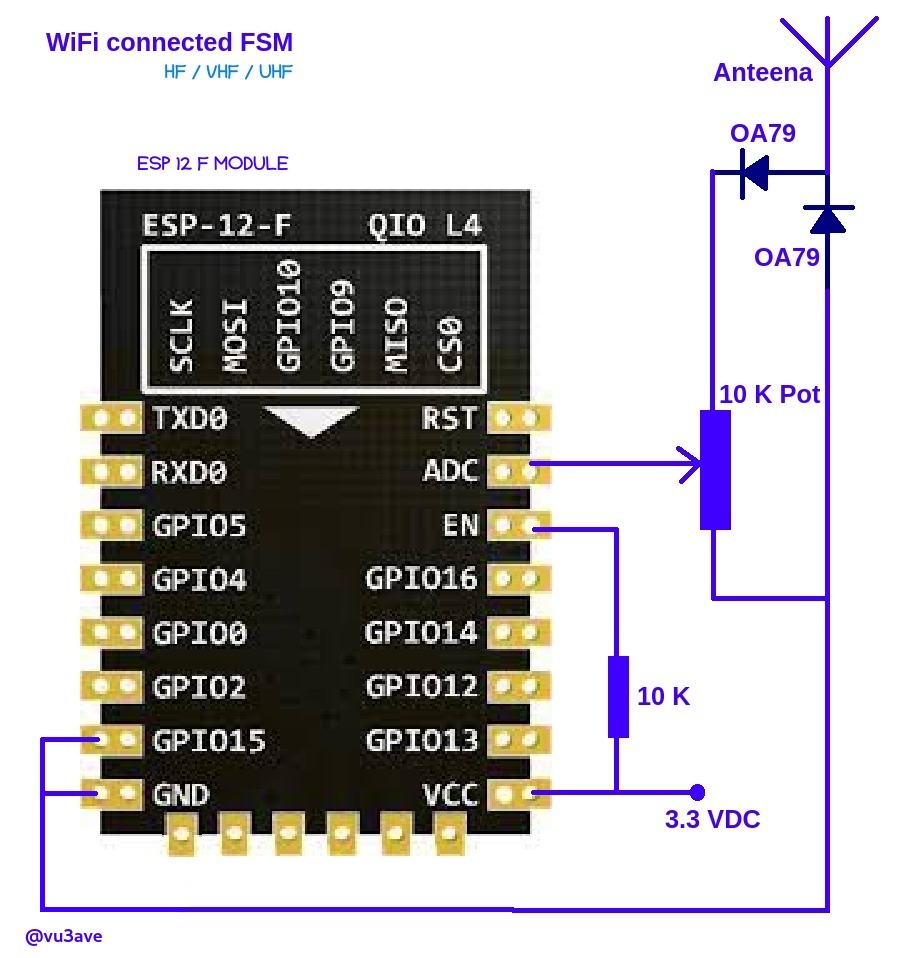 WiFi connected FSM
HF / VHF / UHF
Anteena
OA79
ESP 12 F MODULE
ESP-12-F QIO L4
OA79
SCLK MOSI GPIO10 GPIO9 MISO CS0
10 K Pot
TXD0 RST
RXD0 ADC
GPIO5 EN
GPIO4 GPIO16
GPIO0 GPIO14
GPIO2 GPIO12
10 K
GPIO15 GPIO13
GND VCC
3.3 VDC
@vu3ave